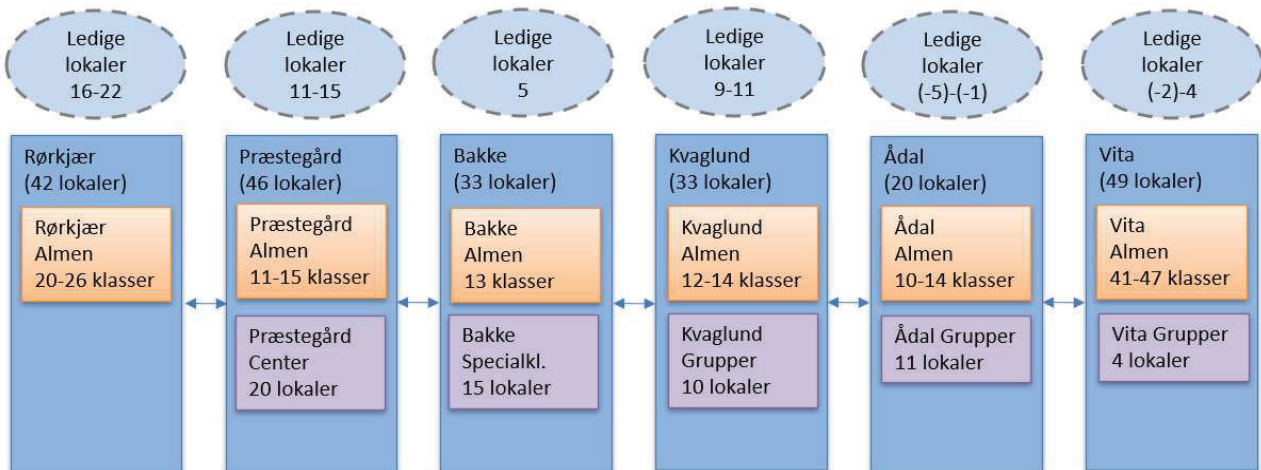 Ledige
lokaler
16-22
Ledige
lokaler
11-15
Ledige
lokaler
5
Ledige
lokaler
9-11
Ledige
lokaler
(-5)-(-1)
Ledige
lokaler
(-2)-4
Rørkjær
(42 lokaler)
Rørkjær
Almen
20-26 klasser
Præstegård
(46 lokaler)
Præstegård
Almen
11-15 klasser
Præstegård
Center
20 lokaler
Bakke
(33 lokaler)
Bakke
Almen
13 klasser
Bakke
Specialkl.
15 lokaler
Kvaglund
(33 lokaler)
Kvaglund
Almen
12-14 klasser
Kvaglund
Grupper
10 lokaler
Ådal
(20 lokaler)
Ådal
Almen
10-14 klasser
Ådal Grupper
11 lokaler
Vita
(49 lokaler)
Vita
Almen
41-47 klasser
Vita Grupper
4 lokaler